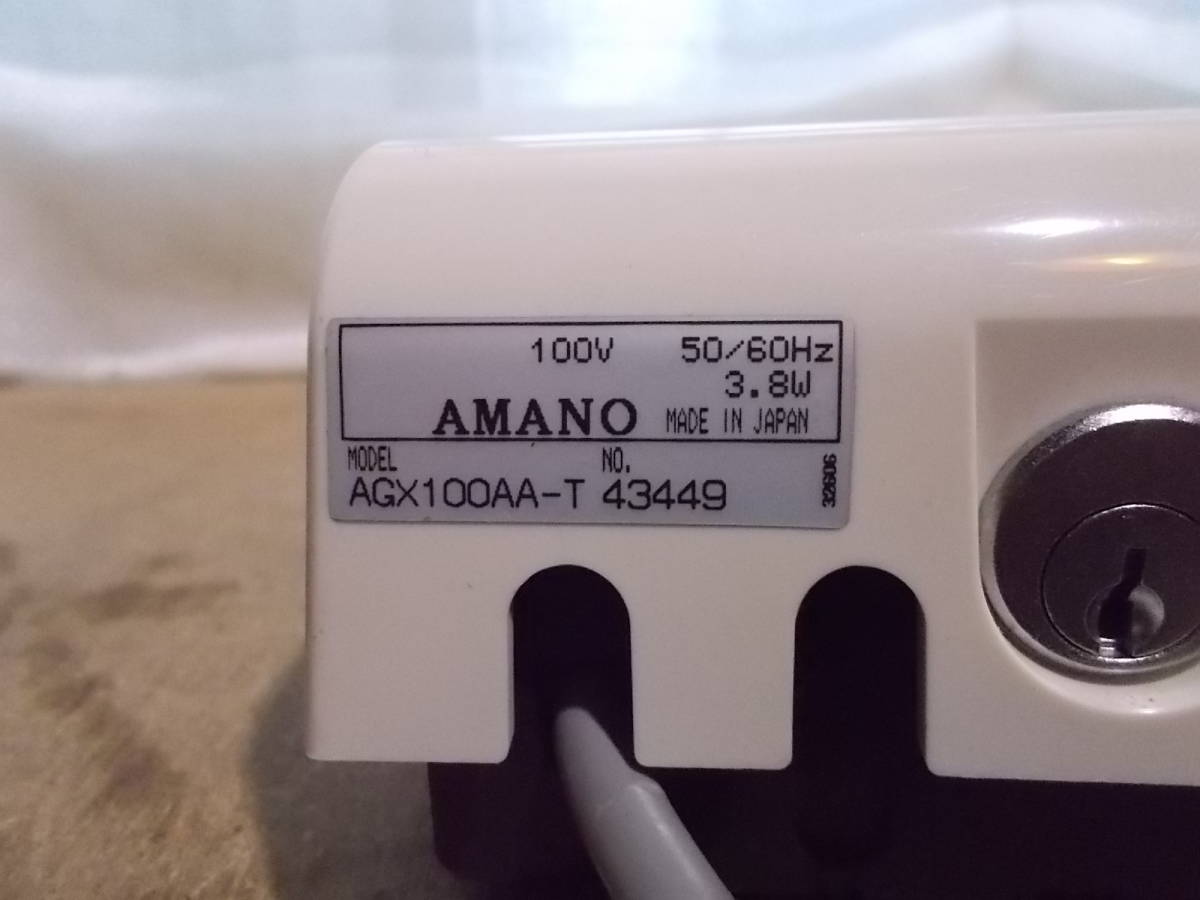 100V 50/60Hz
3.8W
AMANO MADE IN JAPAN
MODEL NO.
AGX100AA-T 43449
32606